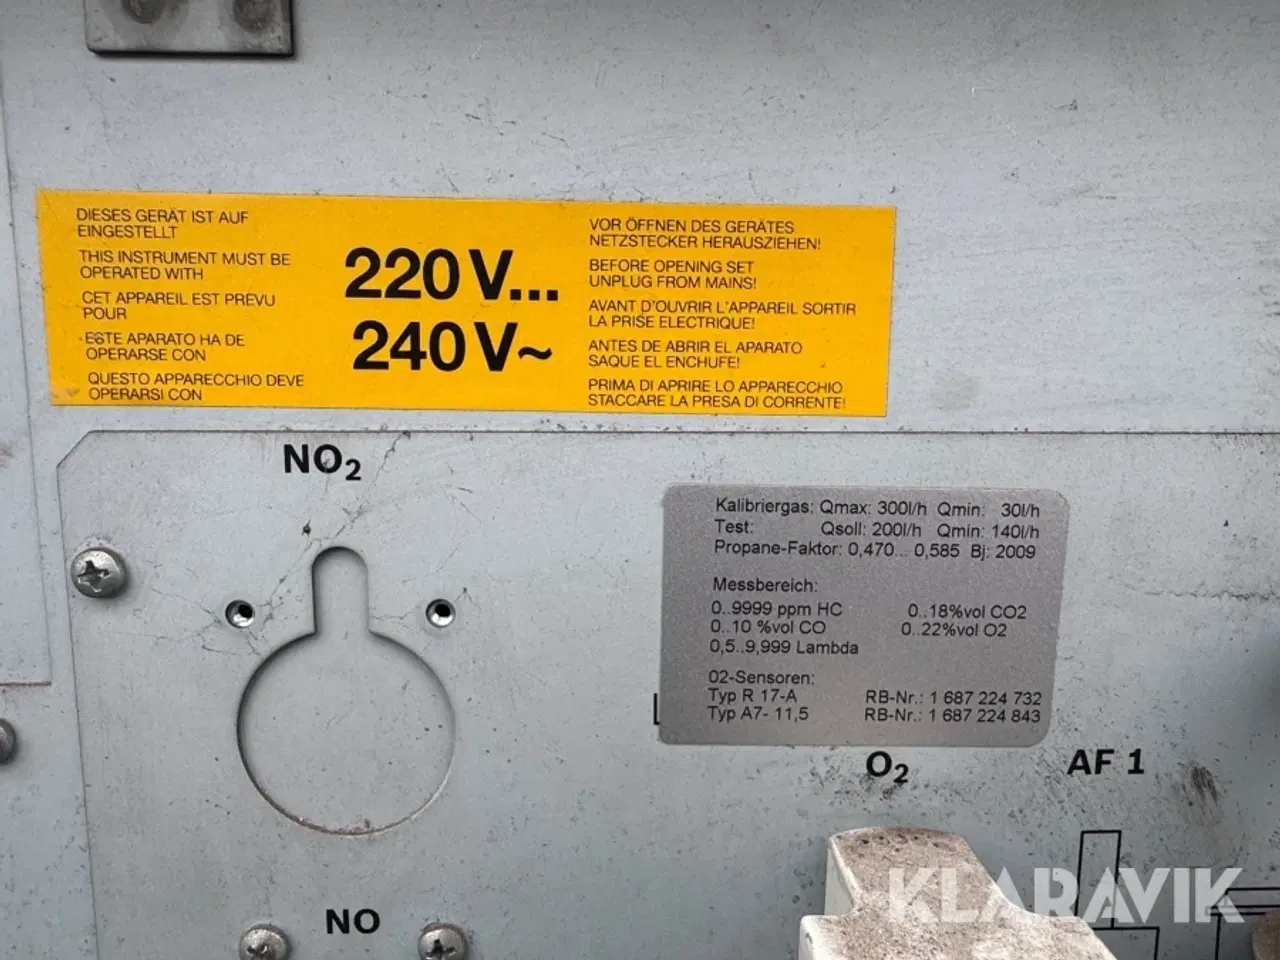 DIESES GERÄT IST AUF
EINGESTELLT
THIS INSTRUMENT MUST BE
OPERATED WITH
CET APPAREIL EST PRÉVU
POUR
ESTE APARATO HA DE
OPERARSE CON
QUESTO APPARECCHIO DEVE
OPERARSI CON
220 V...
240 V~
VOR ÖFFNEN DES GERÄTES
NETZSTECKER HERAUSZIEHEN!
BEFORE OPENING SET
UNPLUG FROM MAINS!
AVANT D'OUVRIR L'APPAREIL SORTIR
LA PRISE ELECTRIQUE!
ANTES DE ABRIR EL APARATO
SAQUE EL ENCHUFE!
PRIMA DI APRIRE LO APPARECCHIO
STACCARE LA PRESA DI CORRENTE!
NO₂
Kalibriergas: Qmax: 300l/h Qmin: 30l/h
Test: Qsoll: 200l/h Qmin: 140l/h
Propane-Faktor: 0,470... 0,585 Bj: 2009
Messbereich:
0..9999 ppm HC 0..18%vol CO2
0..10 %vol CO 0..22%vol O2
0,5..9,999 Lambda
02-Sensoren:
Typ R 17-A RB-Nr.: 1 687 224 732
Typ A7- 11,5 RB-Nr.: 1 687 224 843
O₂ AF 1
NO
KLARAVIK